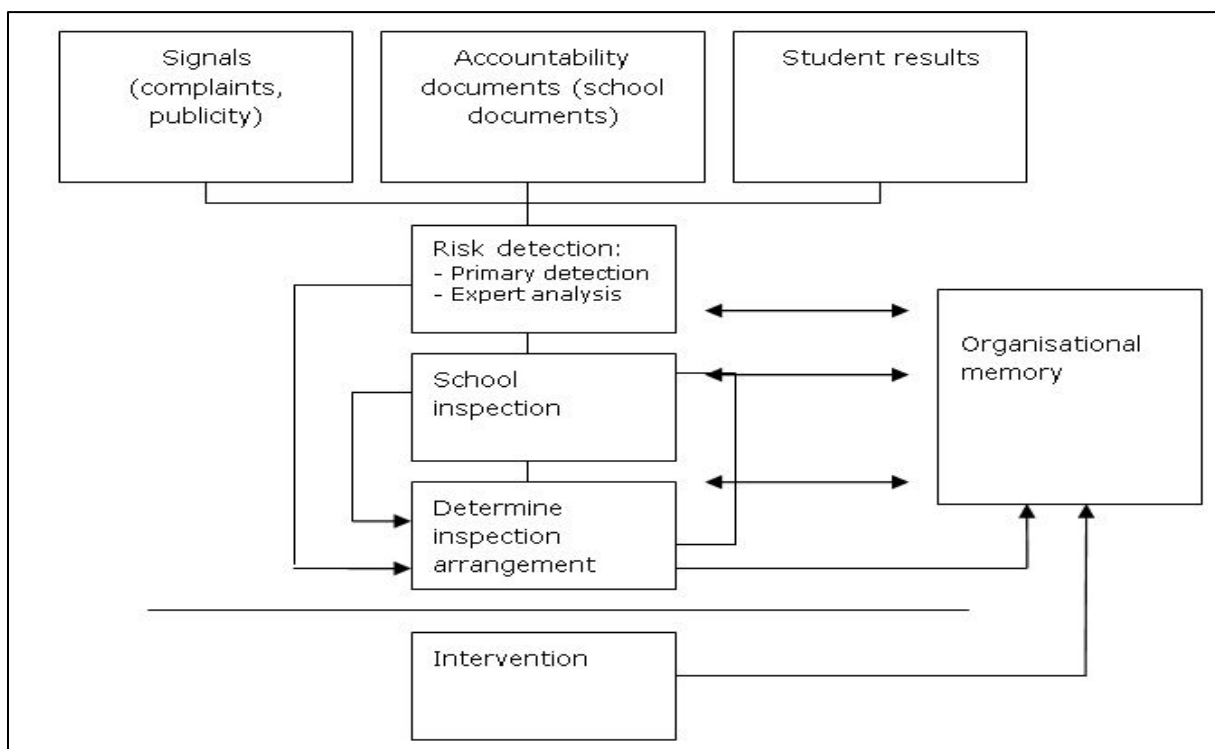 Signals
(complaints,
publicity)
Accountability
documents (school
documents)
Student results
Risk detection:
- Primary detection
- Expert analysis
Organisational
memory
School
inspection
Determine
inspection
arrangement
Intervention